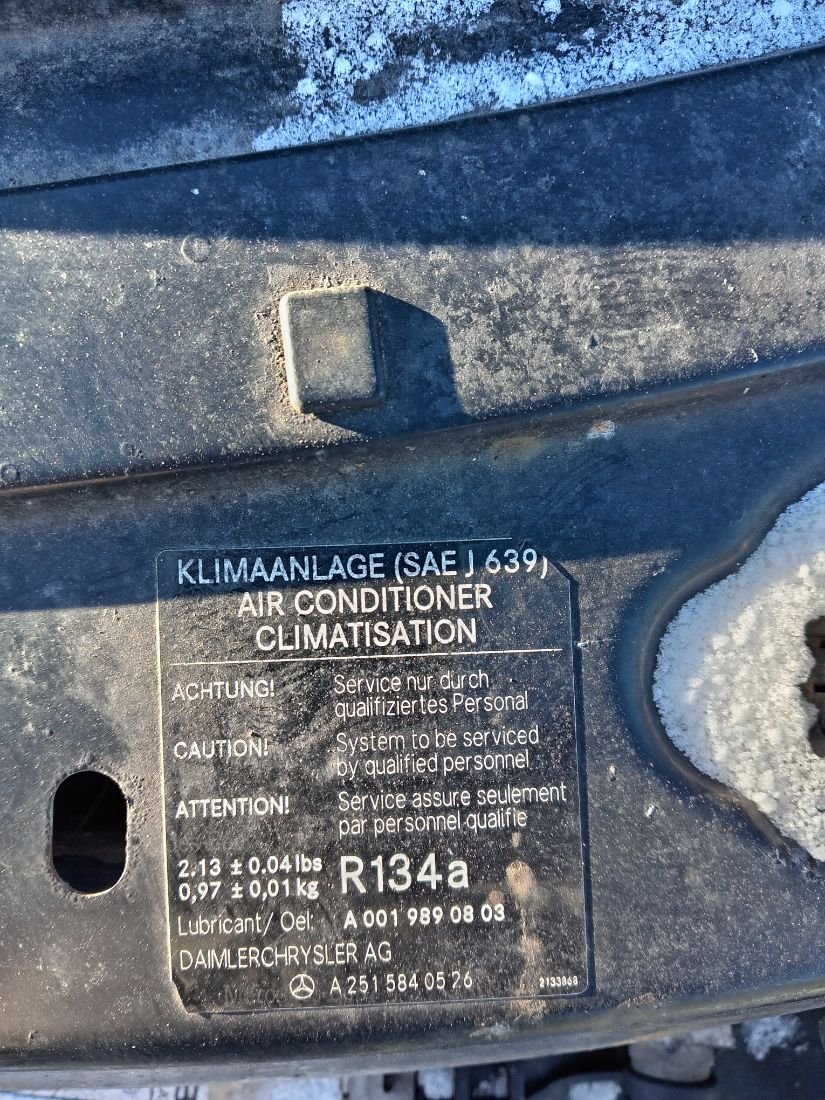 KLIMAANLAGE (SAE J 639)
AIR CONDITIONER
CLIMATISATION
ACHTUNG! Service nur durch
qualifiziertes Personal
CAUTION! System to be serviced
by qualified personnel
ATTENTION! Service assure seulement
par personnel qualifie
2.13 ± 0.04 lbs
0,97 ± 0,01 kg R134a
Lubricant/ Oel: A 001 989 08 03
DAIMLERCHRYSLER AG
A 251 584 05 26 2133868